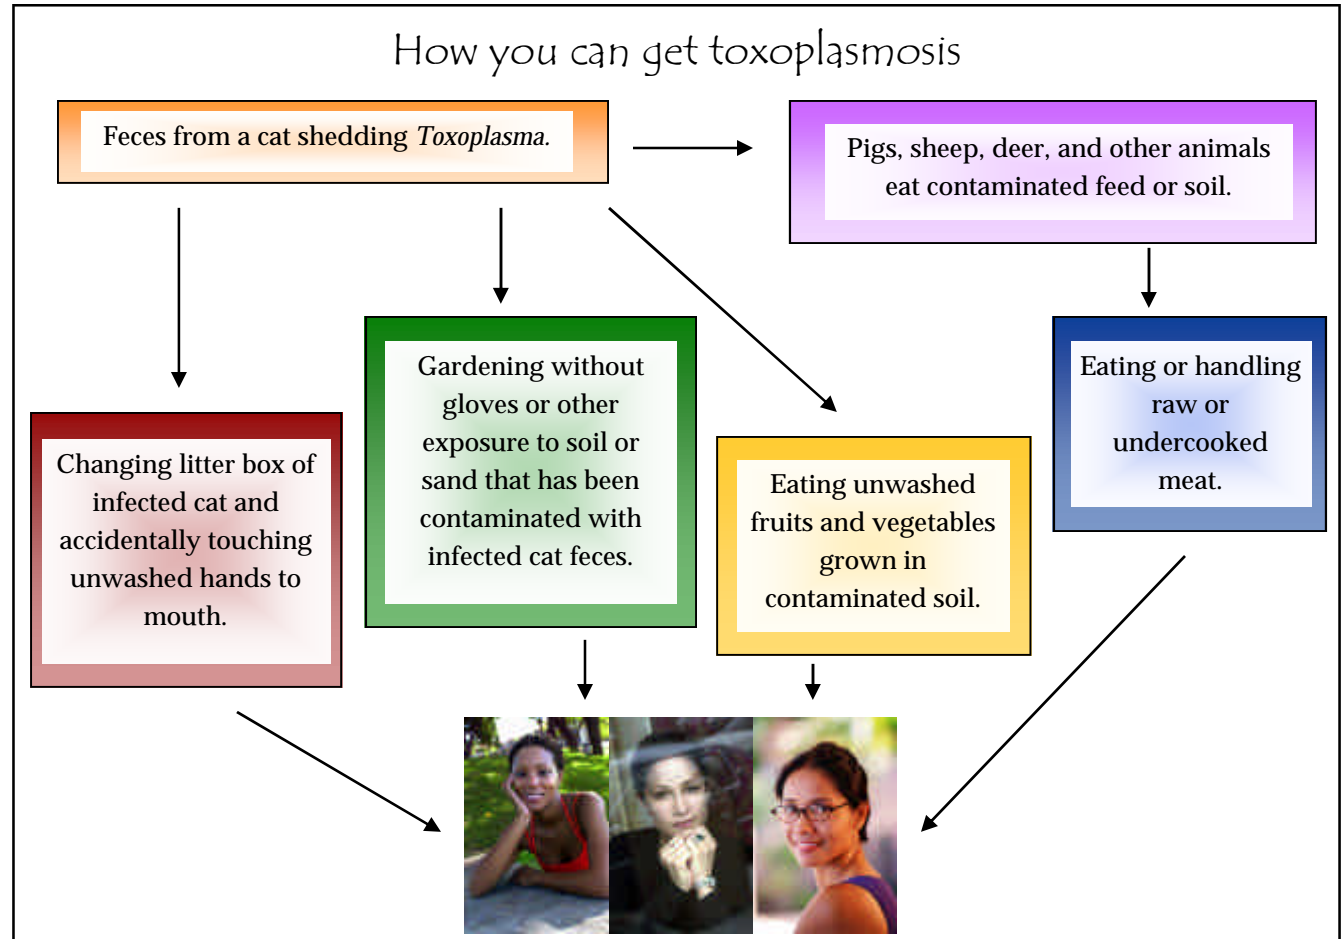 How you can get toxoplasmosis
Feces from a cat shedding Toxoplasma.
Pigs, sheep, deer, and other animals
eat contaminated feed or soil.
Changing litter box of
infected cat and
accidentally touching
unwashed hands to
mouth.
Gardening without
gloves or other
exposure to soil or
sand that has been
contaminated with
infected cat feces.
Eating unwashed
fruits and vegetables
grown in
contaminated soil.
Eating or handling
raw or
undercooked
meat.